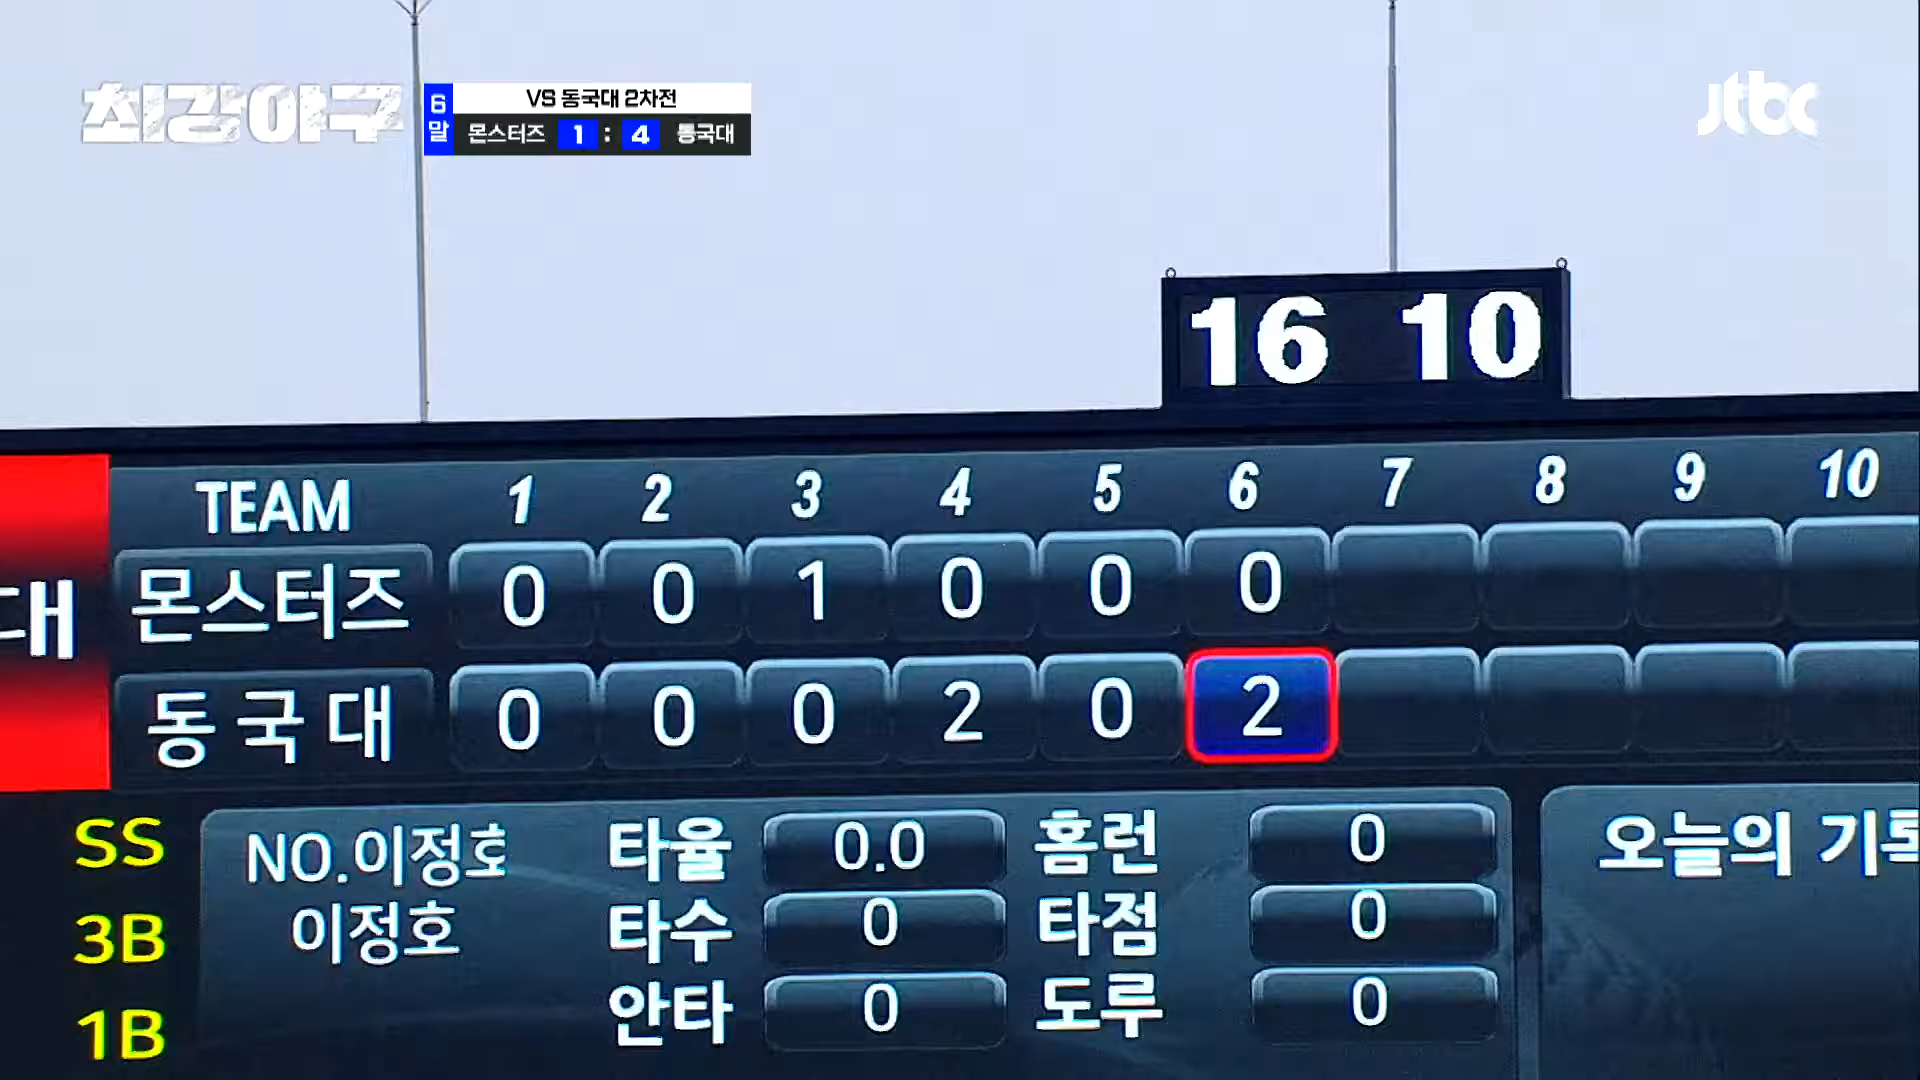 최강야구
6말
VS 동국대 2차전
몬스터즈 1 : 4 동국대
jtbc
16 10
TEAM 1 2 3 4 5 6 7 8 9 10
몬스터즈 0 0 1 0 0 0
대
동국대 0 0 0 2 0 2
SS
NO.이정호 타율 0.0 홈런 0
오늘의 기록
3B
이정호 타수 0 타점 0
1B
안타 0 도루 0